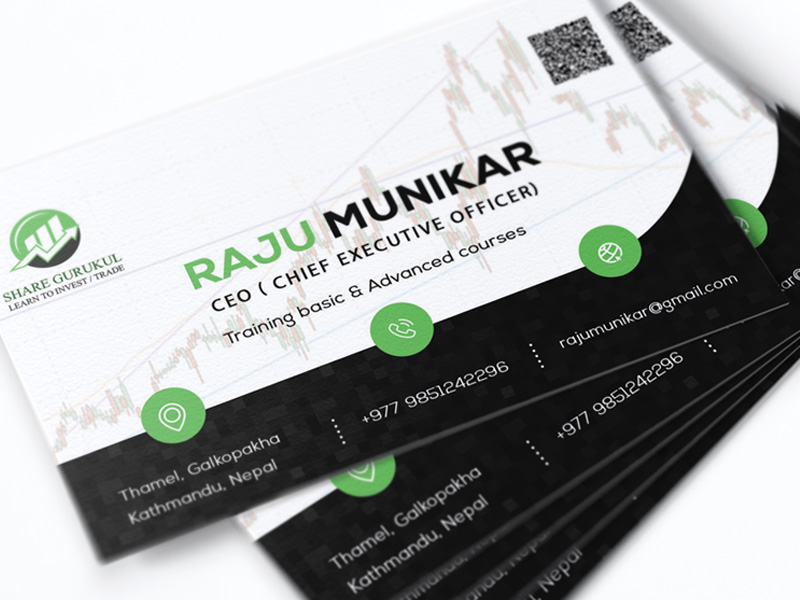 SHARE GURUKUL
LEARN TO INVEST / TRADE
RAJU MUNIKAR
CEO ( CHIEF EXECUTIVE OFFICER)
Training basic & Advanced courses
Thamel, Galkopakha
Kathmandu, Nepal
+977 9851242296
rajumunikar@gmail.com
Thamel, Galkopakha
Kathmandu, Nepal
+977 9851242296